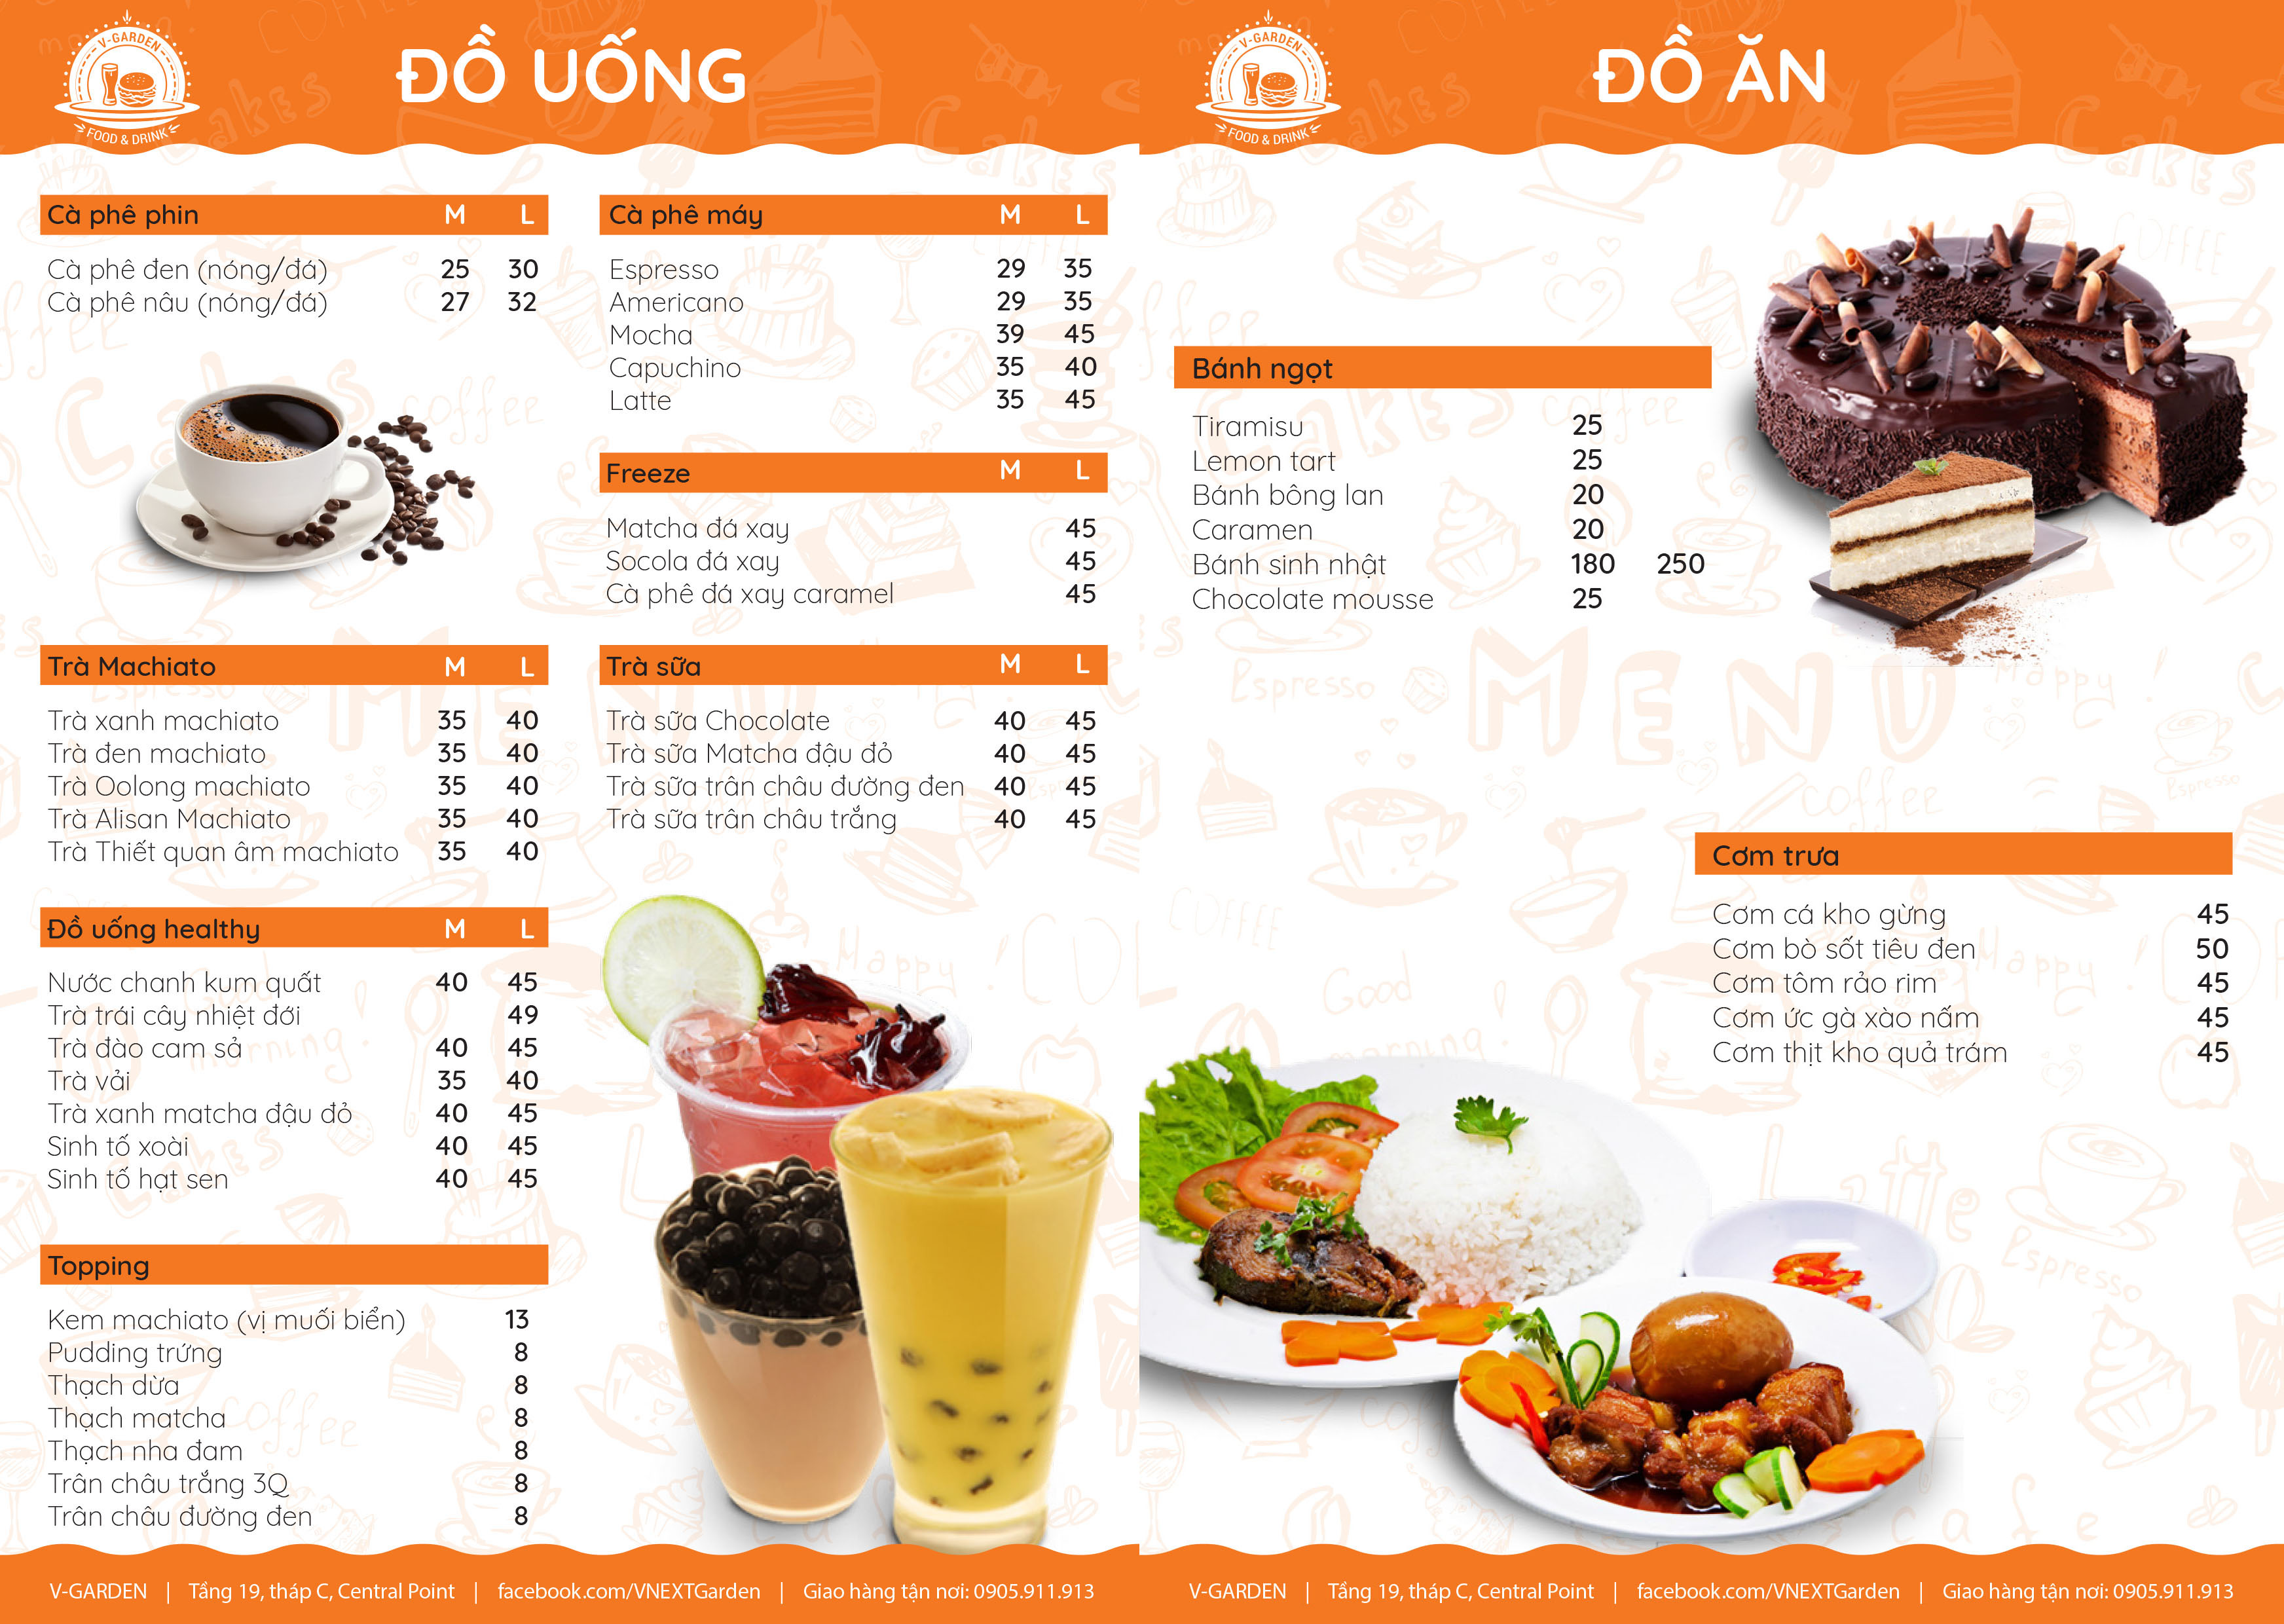 V-GARDEN
FOOD & DRINK
ĐỒ UỐNG
Cà phê phin M L
Cà phê đen (nóng/đá) 25 30
Cà phê nâu (nóng/đá) 27 32
Cà phê máy M L
Espresso 29 35
Americano 29 35
Mocha 39 45
Capuchino 35 40
Latte 35 45
Freeze M L
Matcha đá xay 45
Socola đá xay 45
Cà phê đá xay caramel 45
Trà Machiato M L
Trà xanh machiato 35 40
Trà đen machiato 35 40
Trà Oolong machiato 35 40
Trà Alisan Machiato 35 40
Trà Thiết quan âm machiato 35 40
Trà sữa M L
Trà sữa Chocolate 40 45
Trà sữa Matcha đậu đỏ 40 45
Trà sữa trân châu đường đen 40 45
Trà sữa trân châu trắng 40 45
Đồ uống healthy M L
Nước chanh kum quất 40 45
Trà trái cây nhiệt đới 49
Trà đào cam sả 40 45
Trà vải 35 40
Trà xanh matcha đậu đỏ 40 45
Sinh tố xoài 40 45
Sinh tố hạt sen 40 45
Topping
Kem machiato (vị muối biển) 13
Pudding trứng 8
Thạch dừa 8
Thạch matcha 8
Thạch nha đam 8
Trân châu trắng 3Q 8
Trân châu đường đen 8
V-GARDEN | Tầng 19, tháp C, Central Point | facebook.com/VNEXTGarden | Giao hàng tận nơi: 0905.911.913
V-GARDEN
FOOD & DRINK
ĐỒ ĂN
Bánh ngọt
Tiramisu 25
Lemon tart 25
Bánh bông lan 20
Caramen 20
Bánh sinh nhật 180 250
Chocolate mousse 25
MENU
Cơm trưa
Cơm cá kho gừng 45
Cơm bò sốt tiêu đen 50
Cơm tôm rảo rim 45
Cơm ức gà xào nấm 45
Cơm thịt kho quả trám 45
V-GARDEN | Tầng 19, tháp C, Central Point | facebook.com/VNEXTGarden | Giao hàng tận nơi: 0905.911.913